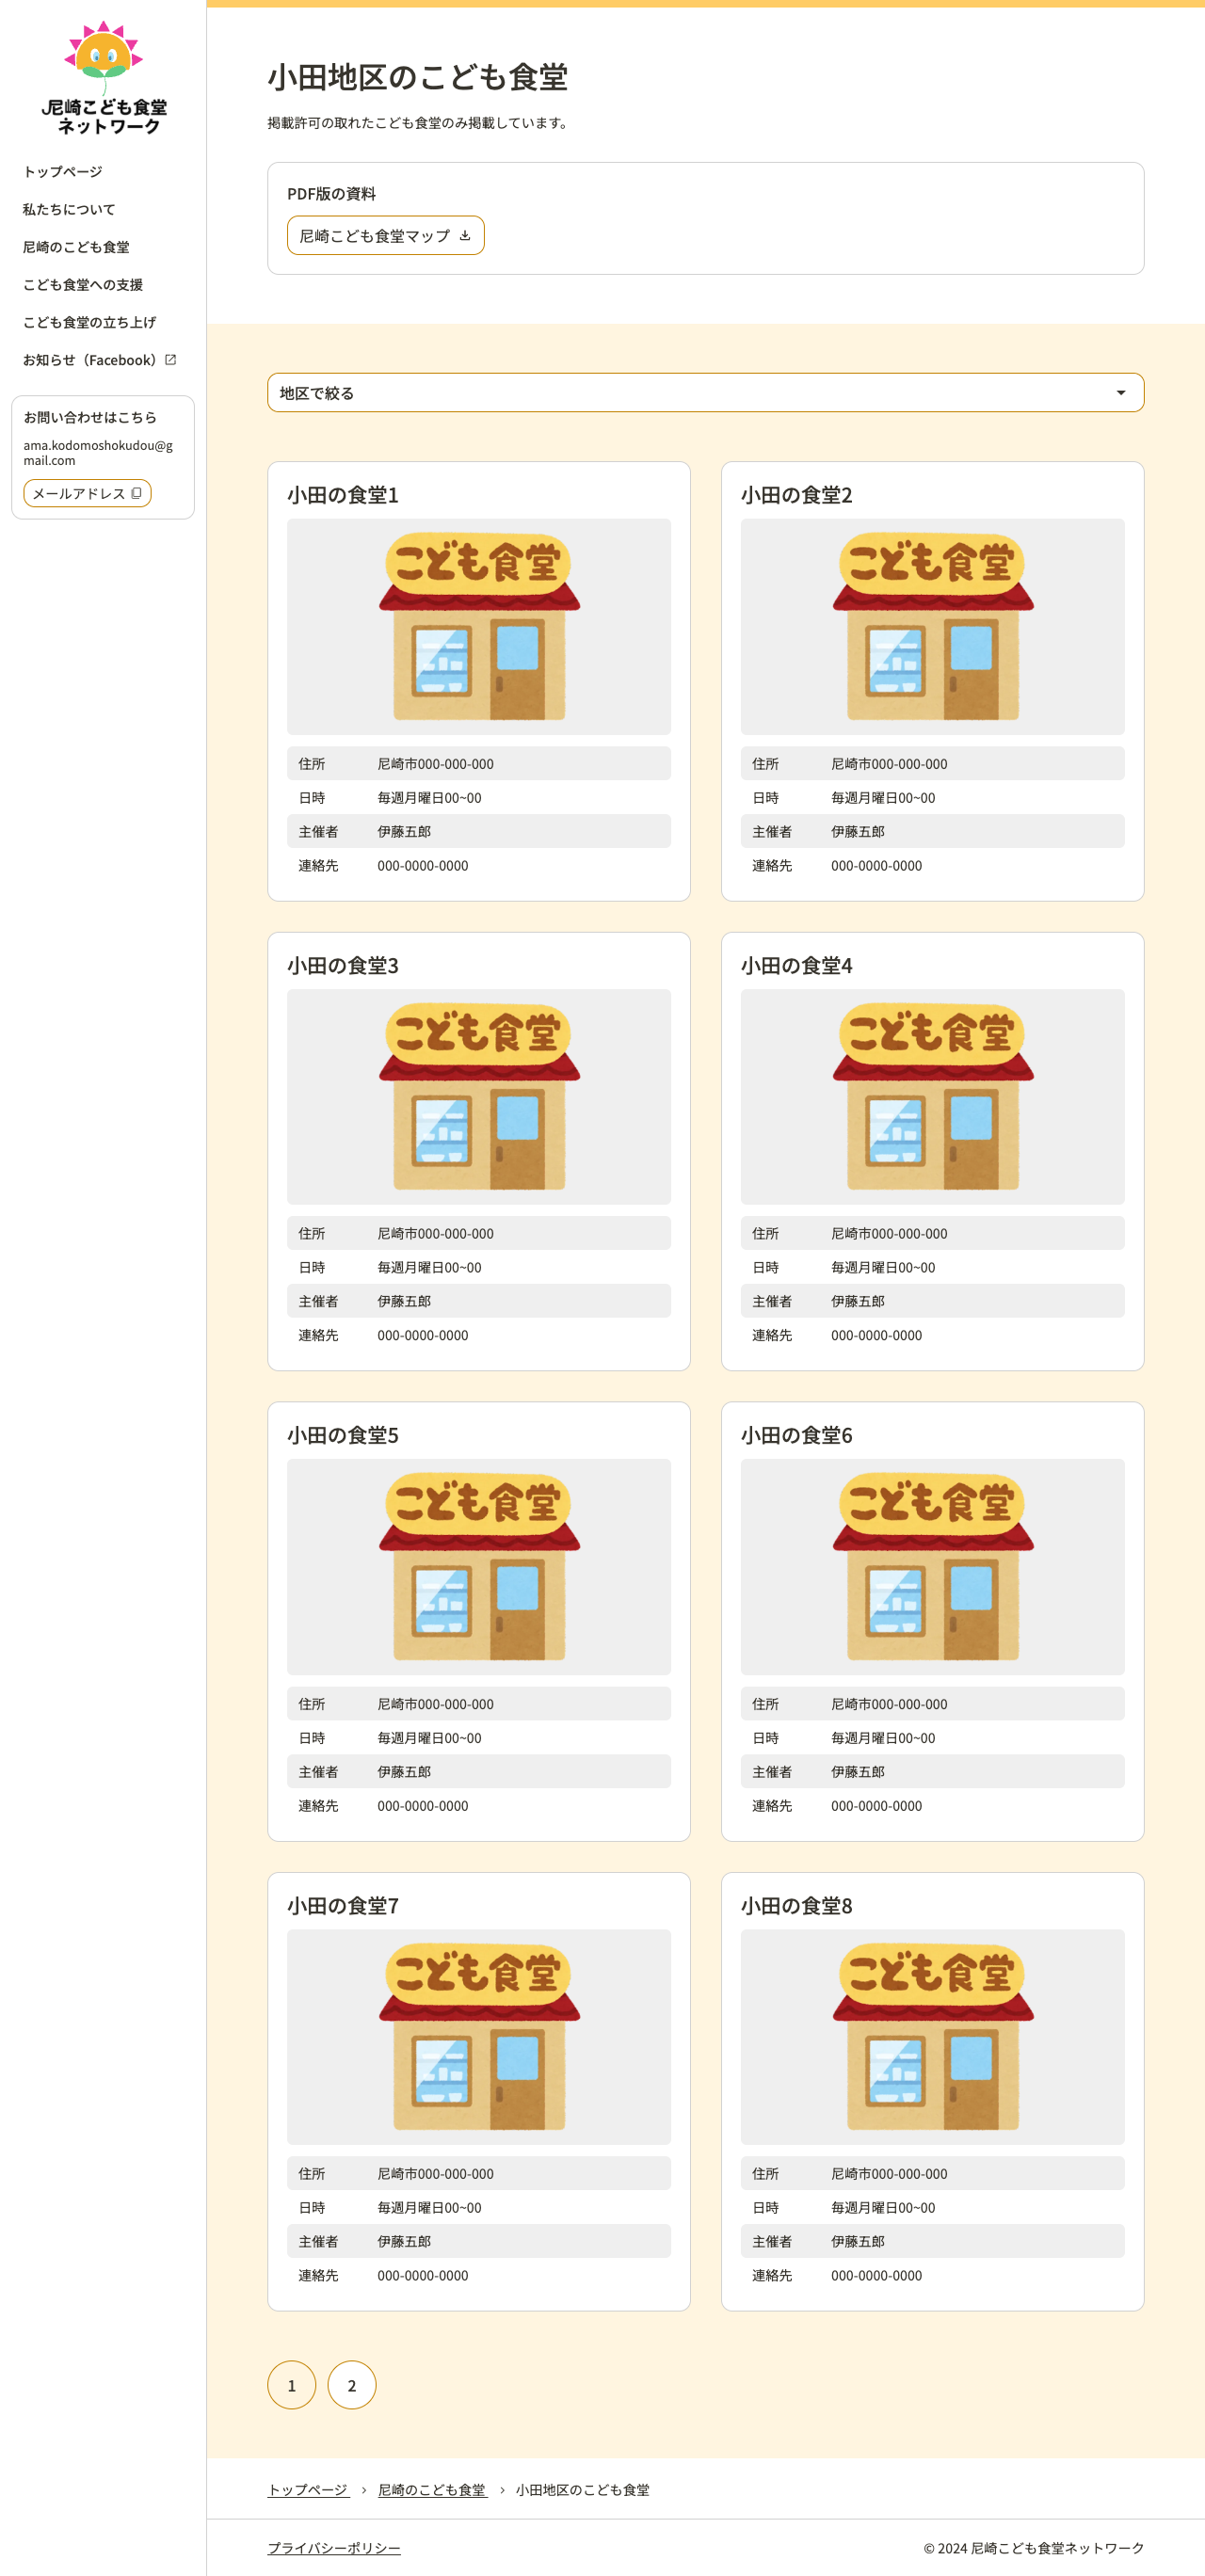 尼崎こども食堂
ネットワーク
トップページ
私たちについて
尼崎のこども食堂
こども食堂への支援
こども食堂の立ち上げ
お知らせ（Facebook）
お問い合わせはこちら
ama.kodomoshokudou@g
mail.com
メールアドレス
小田地区のこども食堂
掲載許可の取れたこども食堂のみ掲載しています。
PDF版の資料
尼崎こども食堂マップ
地区で絞る
小田の食堂1
こども食堂
住所 尼崎市000-000-000
日時 毎週月曜日00~00
主催者 伊藤五郎
連絡先 000-0000-0000
小田の食堂2
こども食堂
住所 尼崎市000-000-000
日時 毎週月曜日00~00
主催者 伊藤五郎
連絡先 000-0000-0000
小田の食堂3
こども食堂
住所 尼崎市000-000-000
日時 毎週月曜日00~00
主催者 伊藤五郎
連絡先 000-0000-0000
小田の食堂4
こども食堂
住所 尼崎市000-000-000
日時 毎週月曜日00~00
主催者 伊藤五郎
連絡先 000-0000-0000
小田の食堂5
こども食堂
住所 尼崎市000-000-000
日時 毎週月曜日00~00
主催者 伊藤五郎
連絡先 000-0000-0000
小田の食堂6
こども食堂
住所 尼崎市000-000-000
日時 毎週月曜日00~00
主催者 伊藤五郎
連絡先 000-0000-0000
小田の食堂7
こども食堂
住所 尼崎市000-000-000
日時 毎週月曜日00~00
主催者 伊藤五郎
連絡先 000-0000-0000
小田の食堂8
こども食堂
住所 尼崎市000-000-000
日時 毎週月曜日00~00
主催者 伊藤五郎
連絡先 000-0000-0000
1 2
トップページ › 尼崎のこども食堂 › 小田地区のこども食堂
プライバシーポリシー © 2024 尼崎こども食堂ネットワーク